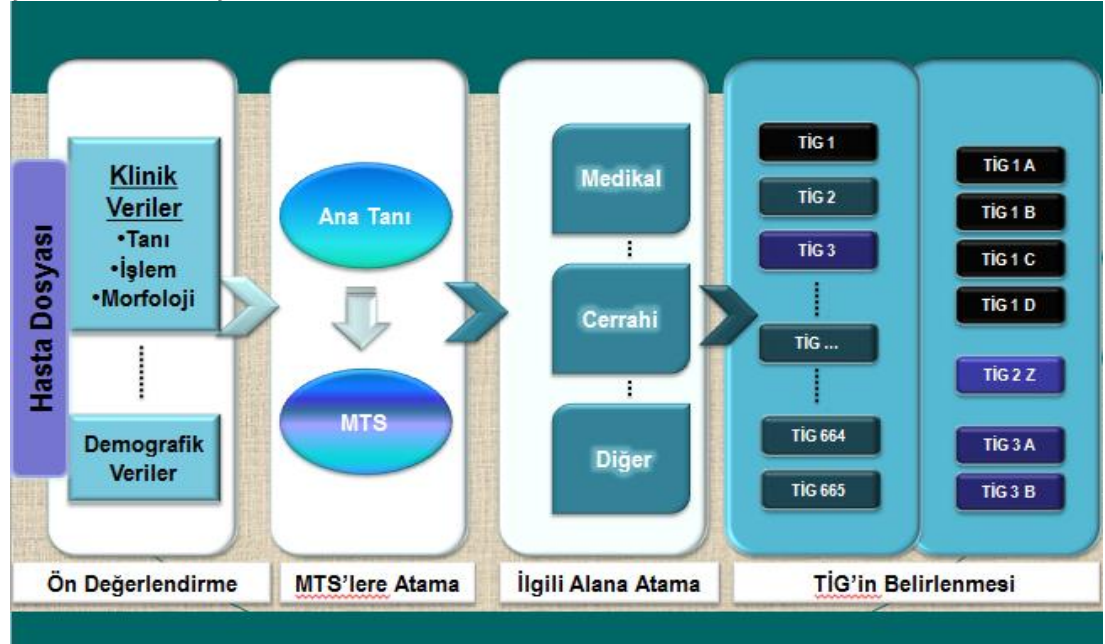 Hasta Dosyası
Klinik
Veriler
•Tanı
•İşlem
•Morfoloji
Demografik
Veriler
Ön Değerlendirme
Ana Tanı
MTS
MTS'lere Atama
Medikal
Cerrahi
Diğer
İlgili Alana Atama
TİG 1
TİG 2
TİG 3
TİG ...
TİG 664
TİG 665
TİG 1 A
TİG 1 B
TİG 1 C
TİG 1 D
TİG 2 Z
TİG 3 A
TİG 3 B
TİG'in Belirlenmesi